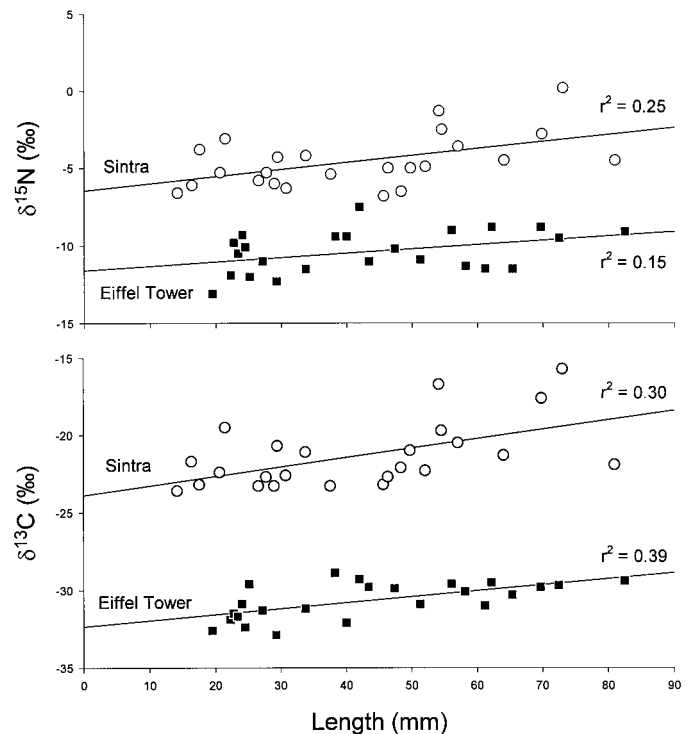 5
0
r² = 0.25
Sintra
-5
δ¹⁵N (‰)
-10
r² = 0.15
Eiffel Tower
-15
-15
r² = 0.30
-20
Sintra
δ¹³C (‰)
-25
r² = 0.39
-30
Eiffel Tower
-35
0 10 20 30 40 50 60 70 80 90
Length (mm)